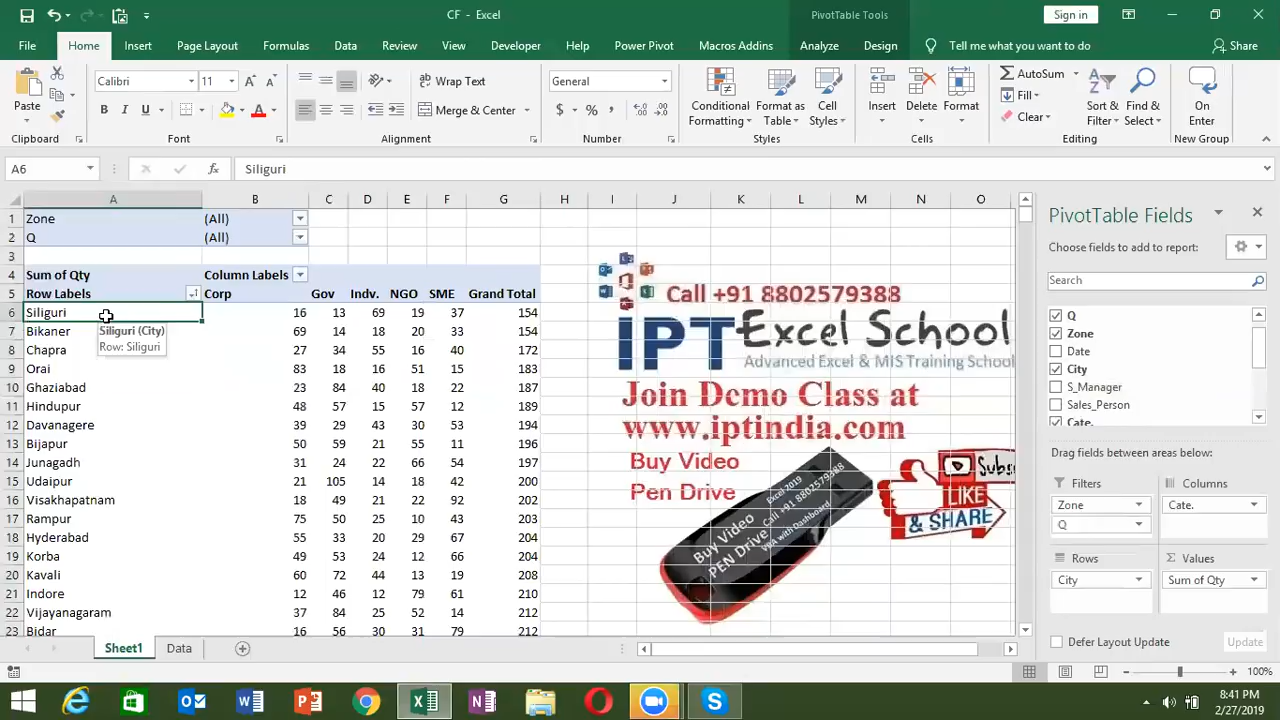 CF - Excel
PivotTable Tools
Sign in
File Home Insert Page Layout Formulas Data Review View Developer Help Power Pivot Macros Addins Analyze Design Tell me what you want to do Share
Paste
Calibri 11
B I U
Wrap Text
Merge & Center
General
$ % ,
Conditional Formatting
Format as Table
Cell Styles
Insert
Delete
Format
AutoSum
Fill
Clear
Sort & Filter
Find & Select
On Entering
Clipboard Font Alignment Number Styles Cells Editing New Group
A6 fx Siliguri
A B C D E F G H I J K L M N O
1 Zone (All)
2 Q (All)
3
4 Sum of Qty Column Labels
5 Row Labels Corp Gov Indv. NGO SME Grand Total
6 Siliguri 16 13 69 19 37 154
7 Bikaner 69 14 18 20 33 154
8 Chapra 27 34 55 16 40 172
9 Orai 83 18 16 51 15 183
10 Ghaziabad 23 84 40 18 22 187
11 Hindupur 48 57 15 57 12 189
12 Davanagere 39 29 43 30 53 194
13 Bijapur 50 59 21 55 11 196
14 Junagadh 31 24 22 66 54 197
15 Udaipur 21 105 14 18 42 200
16 Visakhapatnam 18 49 21 22 92 202
17 Rampur 75 50 25 10 43 203
18 Hyderabad 55 33 20 29 67 204
19 Korba 49 53 24 12 66 204
20 Kavali 60 72 44 13 19 208
21 Indore 12 46 12 79 61 210
22 Vijayanagaram 37 84 25 52 14 212
23 Bidar 16 56 30 31 79 212
Siliguri (City)
Row: Siliguri
Call +91 8802579388
IPT Excel School
Advanced Excel & MIS Training School
Join Demo Class at
www.iptindia.com
Buy Video
Pen Drive
Buy Video
PEN Drive
Excel 2019
Call +91 8802579388
VBA with Dashboard
Subs
LIKE
& SHARE
PivotTable Fields
Choose fields to add to report:
Search
Q
Zone
Date
City
S_Manager
Sales_Person
Cate.
Drag fields between areas below:
Filters
Zone
Q
Columns
Cate.
Rows
City
Values
Sum of Qty
Defer Layout Update
Update
Sheet1 Data
100%
8:41 PM
2/27/2019